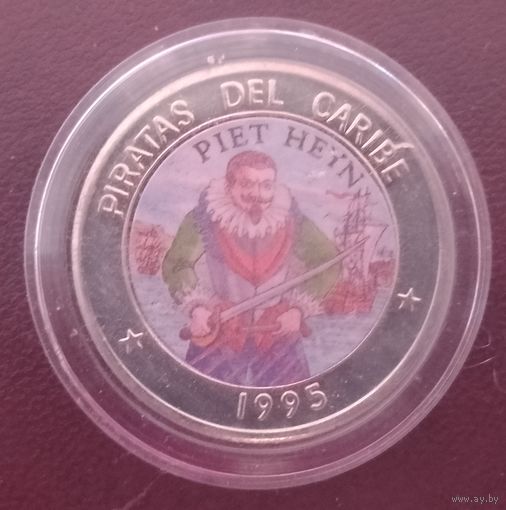 PIRATAS DEL CARIBE
PIET HEYN
1995
www.ay.by